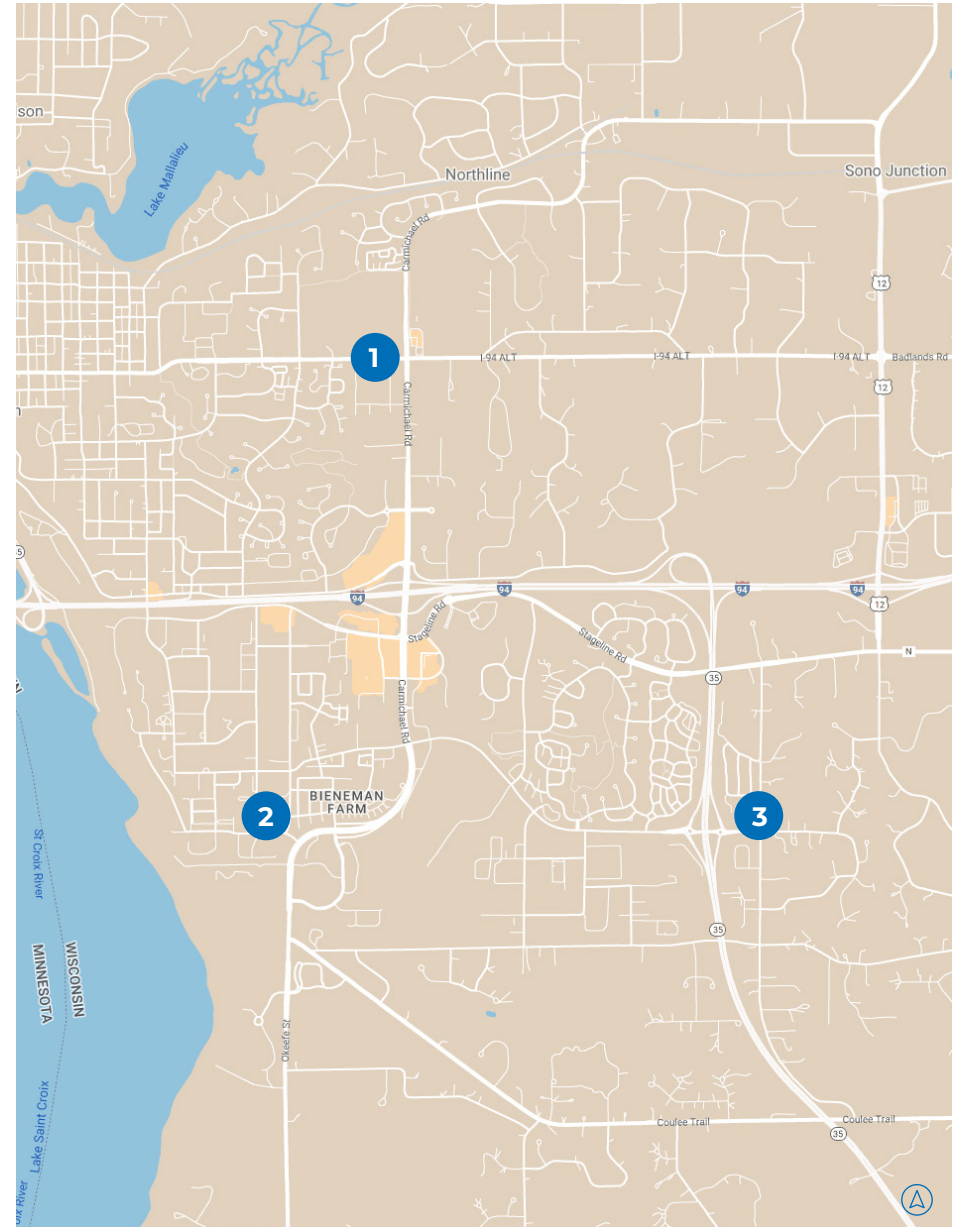 son
Lake Mallalieu
Northline
Sono Junction
Carmichael Rd
12
1
I-94 ALT
I-94 ALT
I-94 ALT
Badlands Rd
12
Carmichael Rd
n
94
94
94
94
12
Stageline Rd
Stageline Rd
N
35
Carmichael Rd
BIENEMAN
FARM
2
3
St Croix River
35
WISCONSIN
MINNESOTA
Okeefe St
Lake Saint Croix
Coulee Trail
Coulee Trail
35
oix River